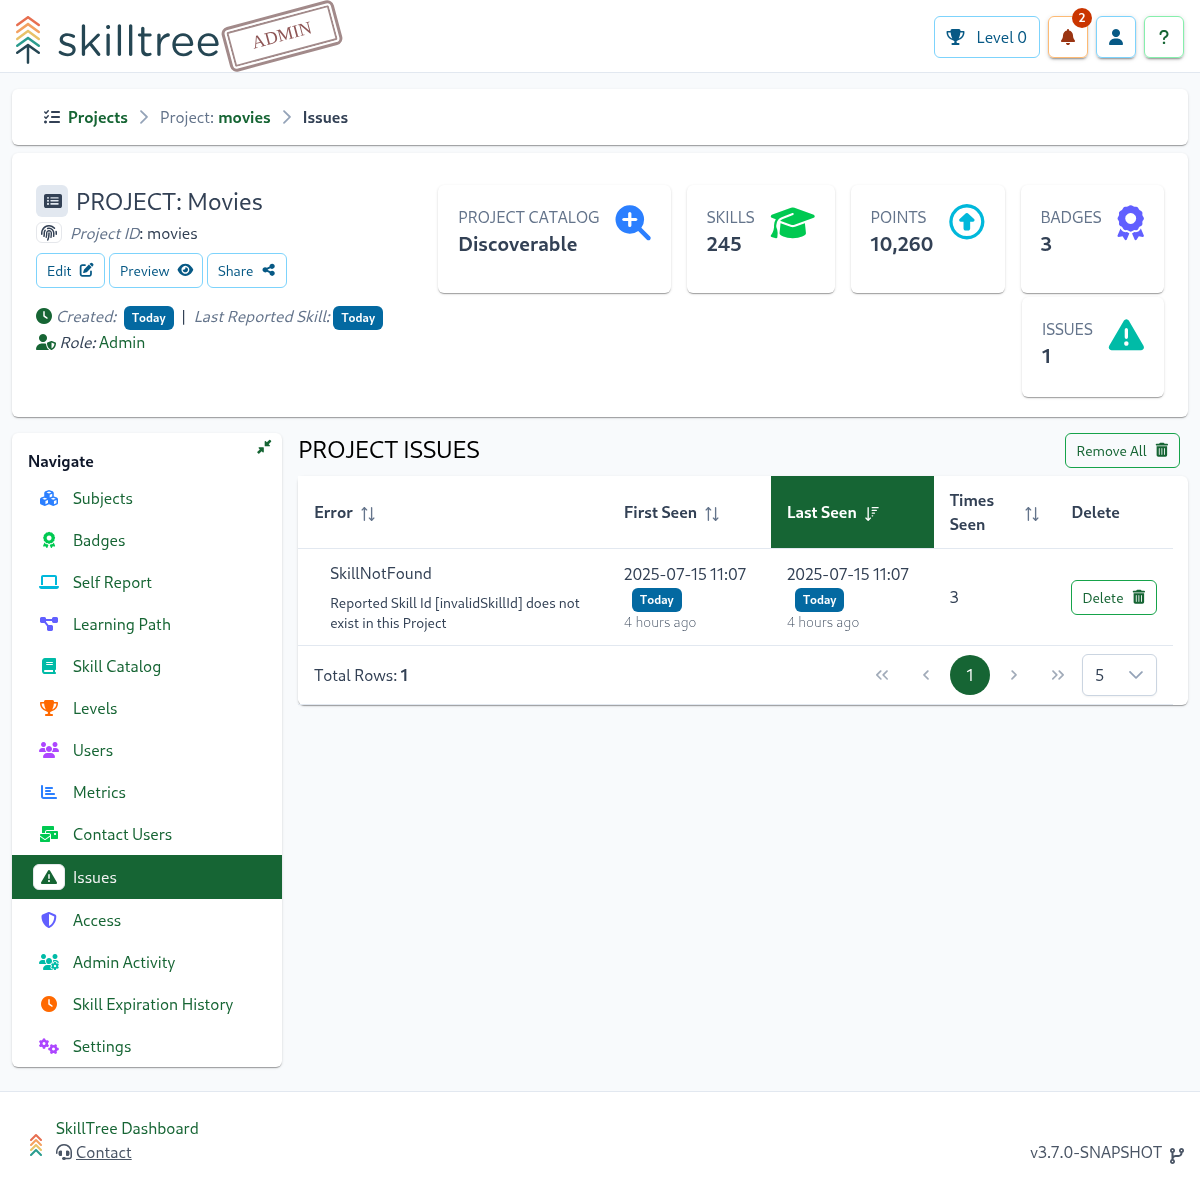 skilltree
ADMIN
Level 0
2
?
Projects
Project: movies
Issues
PROJECT: Movies
Project ID: movies
Edit
Preview
Share
Created: Today | Last Reported Skill: Today
Role: Admin
PROJECT CATALOG
Discoverable
SKILLS
245
POINTS
10,260
BADGES
3
ISSUES
1
Navigate
Subjects
Badges
Self Report
Learning Path
Skill Catalog
Levels
Users
Metrics
Contact Users
Issues
Access
Admin Activity
Skill Expiration History
Settings
PROJECT ISSUES
Remove All
Error
First Seen
Last Seen
Times Seen
Delete
SkillNotFound
Reported Skill Id [invalidSkillId] does not
exist in this Project
2025-07-15 11:07
Today
4 hours ago
2025-07-15 11:07
Today
4 hours ago
3
Delete
Total Rows: 1
1
5
SkillTree Dashboard
Contact
v3.7.0-SNAPSHOT